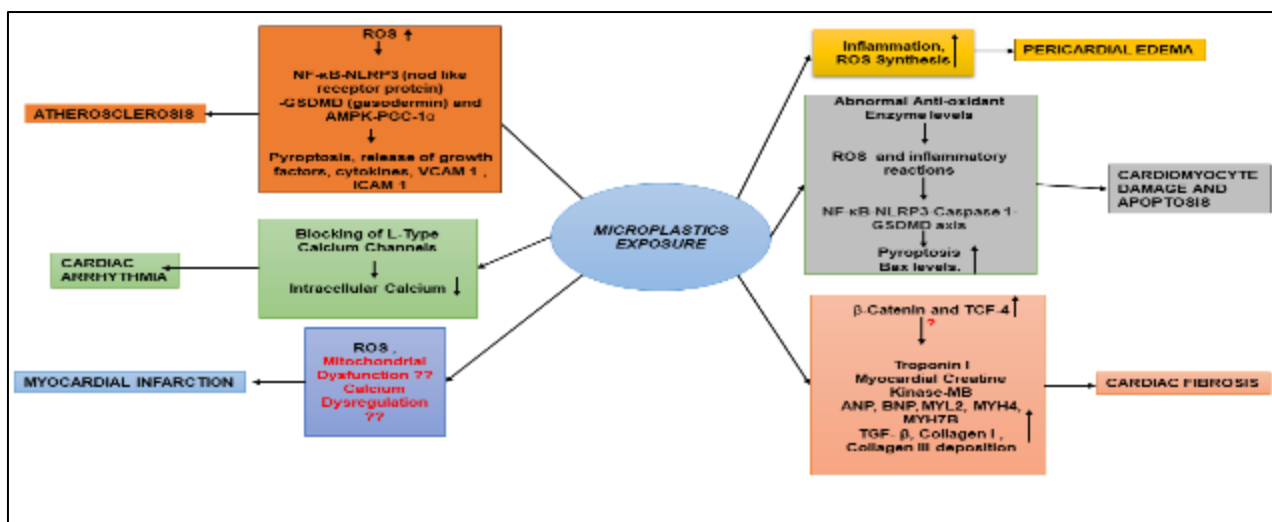 ROS ↑
NF-κB-NLRP3 (nod like
receptor protein)
-GSDMD (gasodermin) and
AMPK-PGC-1α
Pyroptosis, release of growth
factors, cytokines, VCAM 1 ,
ICAM 1
ATHEROSCLEROSIS
Blocking of L-Type
Calcium Channels
Intracellular Calcium ↓
CARDIAC
ARRHYTHMIA
ROS ,
Mitochondrial
Dysfunction ??
Calcium
Dysregulation
??
MYOCARDIAL INFARCTION
MICROPLASTICS
EXPOSURE
Inflammation,
ROS Synthesis ↑
PERICARDIAL EDEMA
Abnormal Anti-oxidant
Enzyme levels
ROS and inflammatory
reactions
NF-κB-NLRP3-Caspase 1-
GSDMD axis
Pyroptosis
Bax levels. ↑
CARDIOMYOCYTE
DAMAGE AND
APOPTOSIS
β-Catenin and TCF-4 ↑
?
Troponin I
Myocardial Creatine
Kinase-MB
ANP, BNP, MYL2, MYH4,
MYH7B
TGF- β, Collagen I ,
Collagen III deposition ↑
CARDIAC FIBROSIS